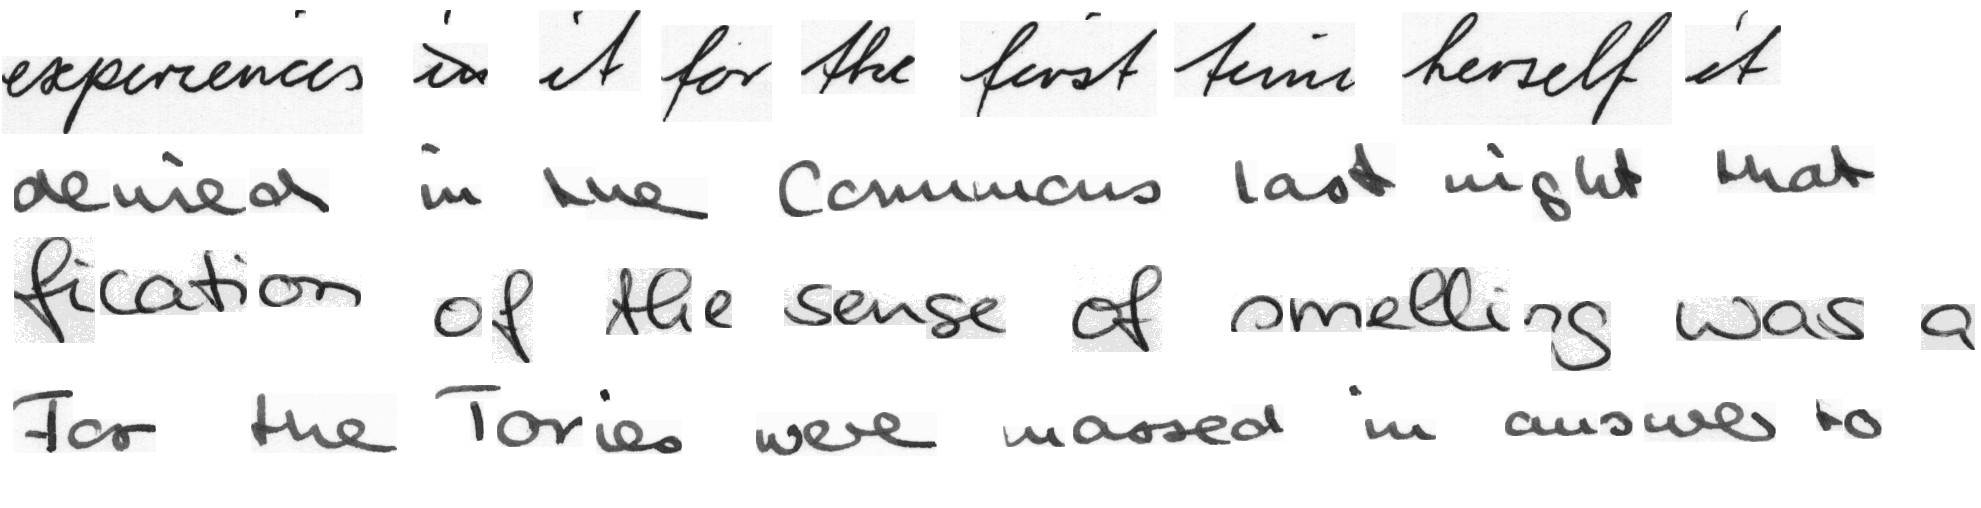 experiences in it for the first time herself it
denied in the Commons last night that
fication of the sense of smelling was a
For the Tories were massed in answer to